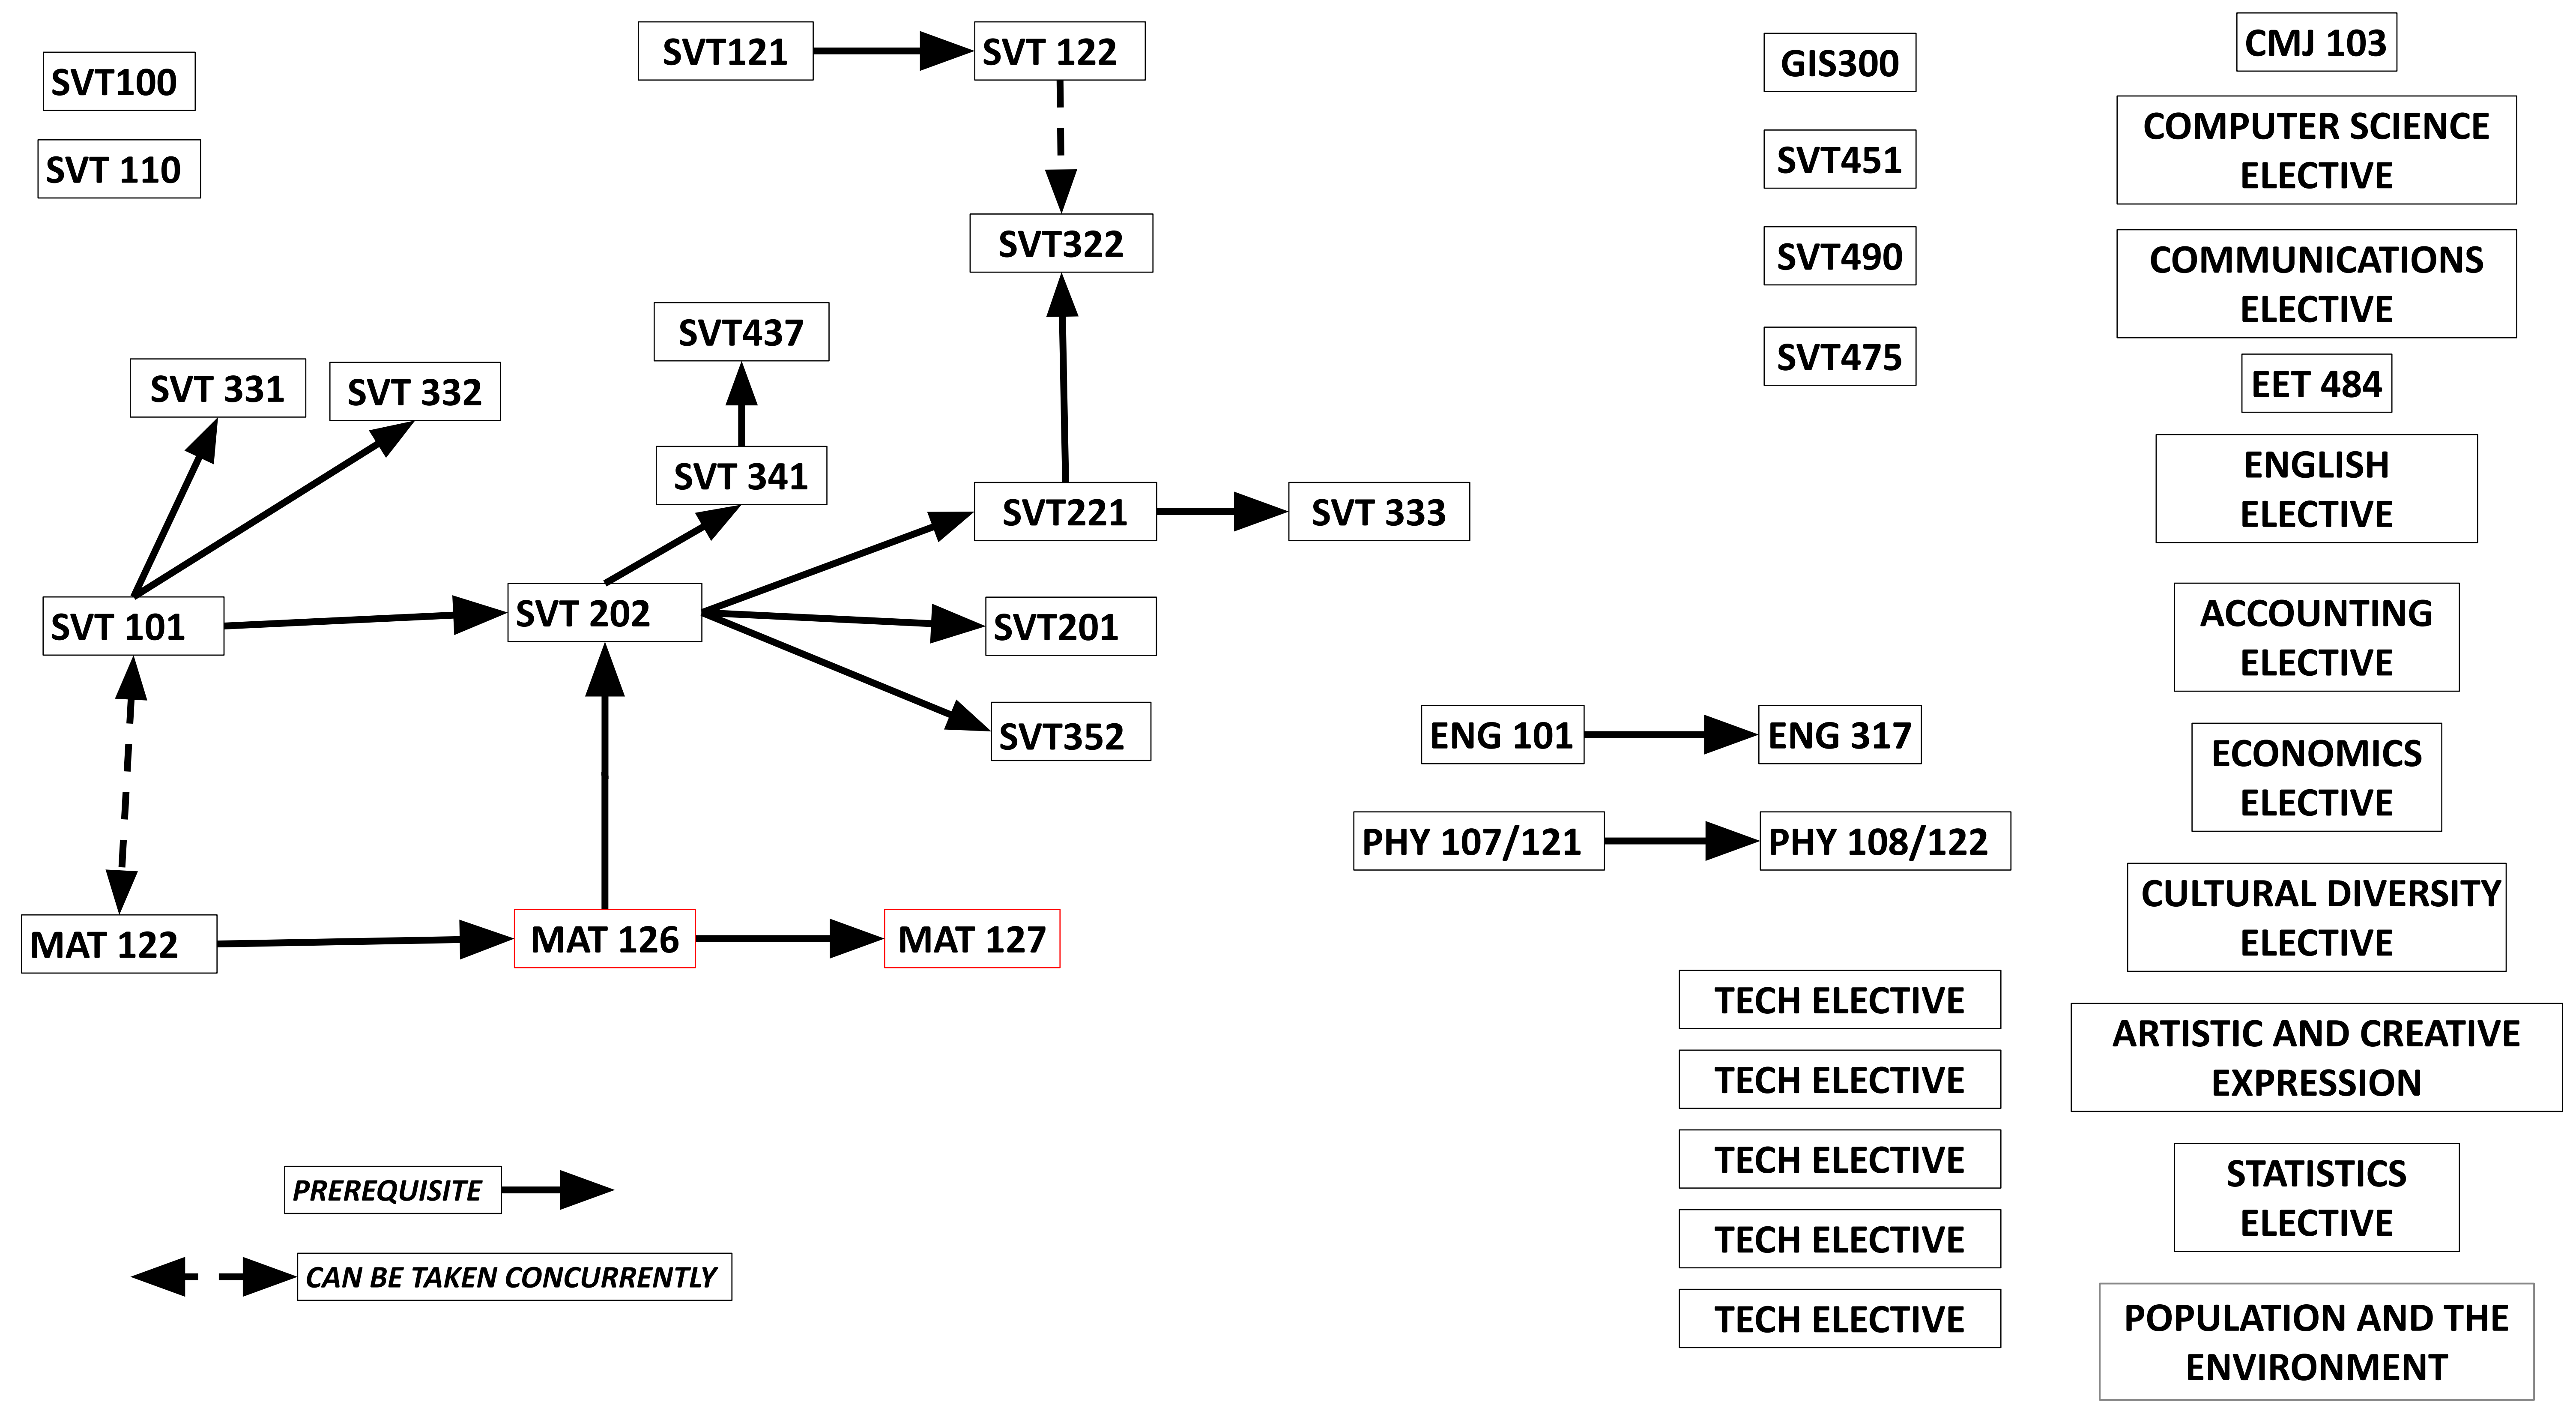 SVT100
SVT 110
SVT121
SVT 122
SVT322
SVT437
SVT 331
SVT 332
SVT 341
SVT221
SVT 333
SVT 101
SVT 202
SVT201
SVT352
MAT 122
MAT 126
MAT 127
PREREQUISITE
CAN BE TAKEN CONCURRENTLY
GIS300
SVT451
SVT490
SVT475
ENG 101
ENG 317
PHY 107/121
PHY 108/122
TECH ELECTIVE
TECH ELECTIVE
TECH ELECTIVE
TECH ELECTIVE
TECH ELECTIVE
CMJ 103
COMPUTER SCIENCE
ELECTIVE
COMMUNICATIONS
ELECTIVE
EET 484
ENGLISH
ELECTIVE
ACCOUNTING
ELECTIVE
ECONOMICS
ELECTIVE
CULTURAL DIVERSITY
ELECTIVE
ARTISTIC AND CREATIVE
EXPRESSION
STATISTICS
ELECTIVE
POPULATION AND THE
ENVIRONMENT